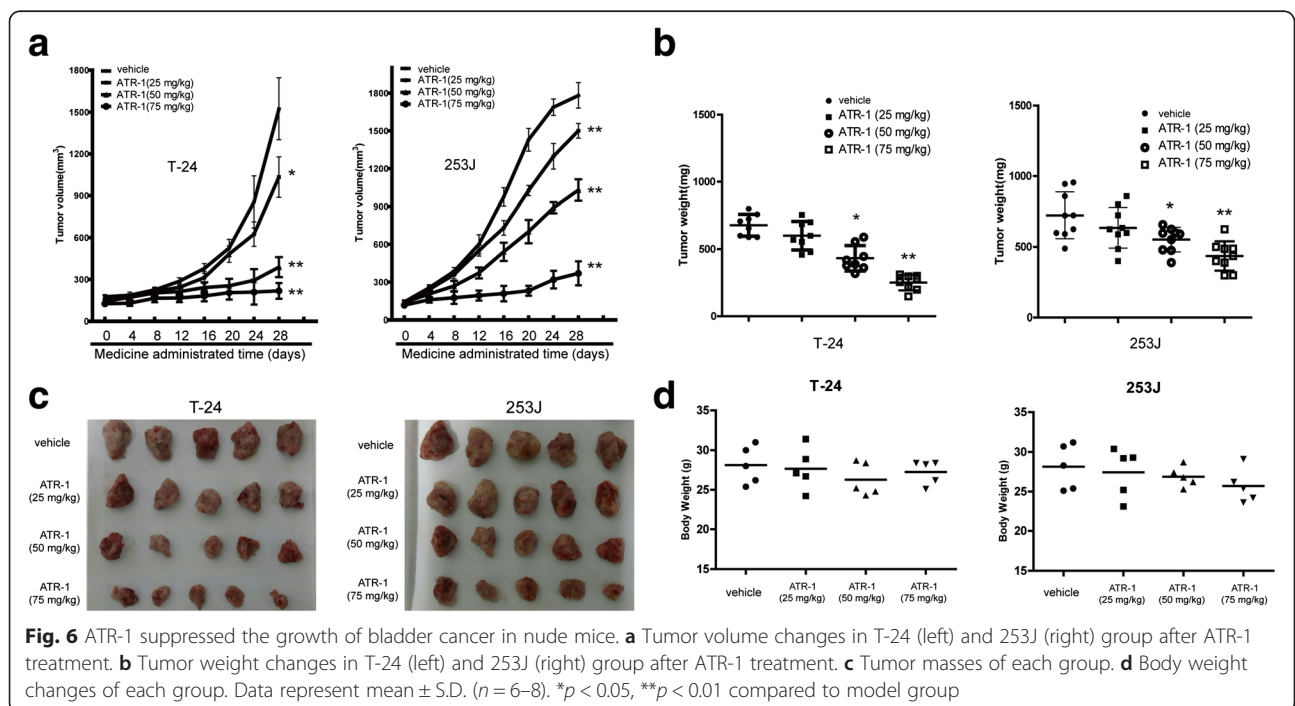 a
1800
1500
1200
900
600
300
0
Tumor volume(mm³)
vehicle
ATR-1(25 mg/kg)
ATR-1(50 mg/kg)
ATR-1(75 mg/kg)
T-24
*
**
**
0 4 8 12 16 20 24 28
Medicine administrated time (days)
1800
1500
1200
900
600
300
0
Tumor volume(mm³)
vehicle
ATR-1(25 mg/kg)
ATR-1(50 mg/kg)
ATR-1(75 mg/kg)
253J
**
**
**
0 4 8 12 16 20 24 28
Medicine administrated time (days)
b
1500
1000
500
0
Tumor weight(mg)
vehicle
ATR-1 (25 mg/kg)
ATR-1 (50 mg/kg)
ATR-1 (75 mg/kg)
*
**
T-24
1500
1000
500
0
Tumor weight(mg)
vehicle
ATR-1 (25 mg/kg)
ATR-1 (50 mg/kg)
ATR-1 (75 mg/kg)
*
**
253J
c
T-24
vehicle
ATR-1
(25 mg/kg)
ATR-1
(50 mg/kg)
ATR-1
(75 mg/kg)
253J
vehicle
ATR-1
(25 mg/kg)
ATR-1
(50 mg/kg)
ATR-1
(75 mg/kg)
d
T-24
35
30
25
20
15
Body Weight (g)
vehicle ATR-1 ATR-1 ATR-1
(25 mg/kg) (50 mg/kg) (75 mg/kg)
253J
35
30
25
20
15
Body Weight (g)
vehicle ATR-1 ATR-1 ATR-1
(25 mg/kg) (50 mg/kg) (75 mg/kg)
Fig. 6 ATR-1 suppressed the growth of bladder cancer in nude mice. a Tumor volume changes in T-24 (left) and 253J (right) group after ATR-1
treatment. b Tumor weight changes in T-24 (left) and 253J (right) group after ATR-1 treatment. c Tumor masses of each group. d Body weight
changes of each group. Data represent mean ± S.D. (n = 6–8). *p < 0.05, **p < 0.01 compared to model group